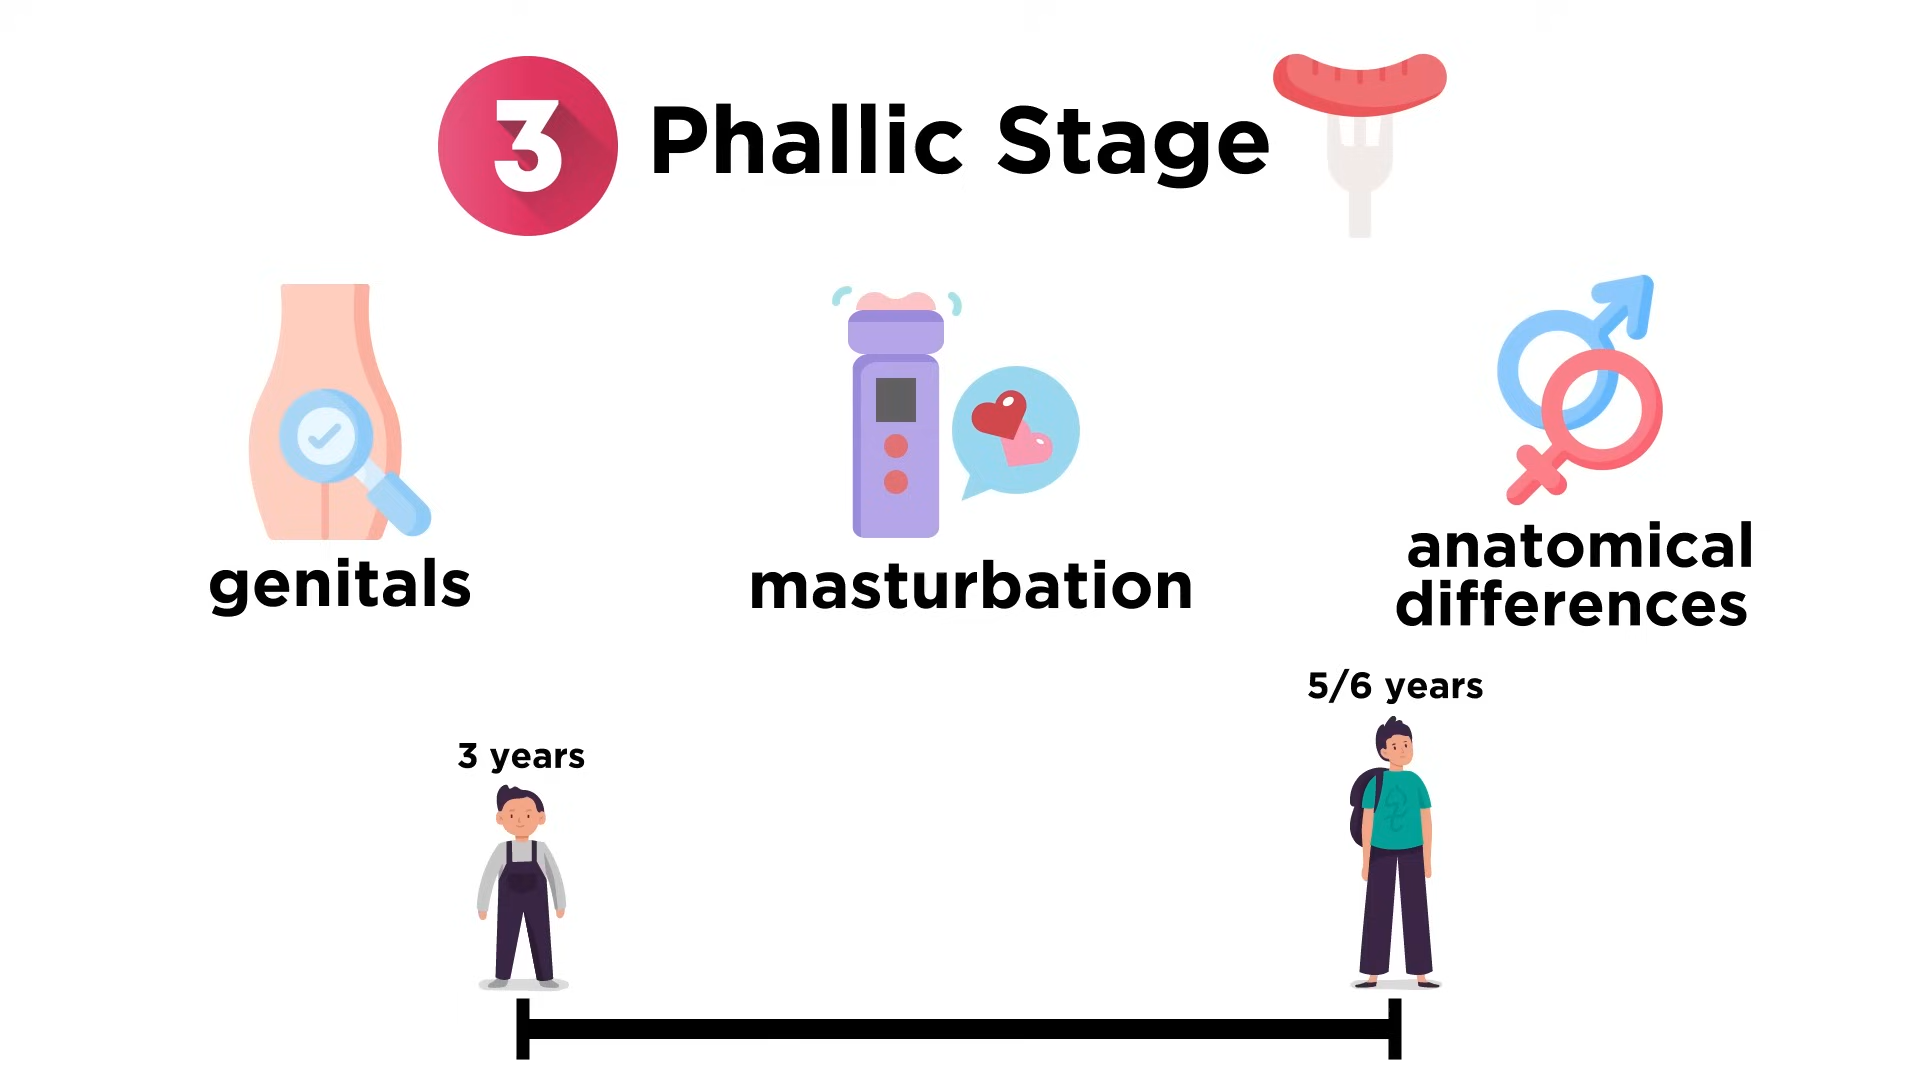 3 Phallic Stage
genitals
masturbation
anatomical
differences
3 years
5/6 years